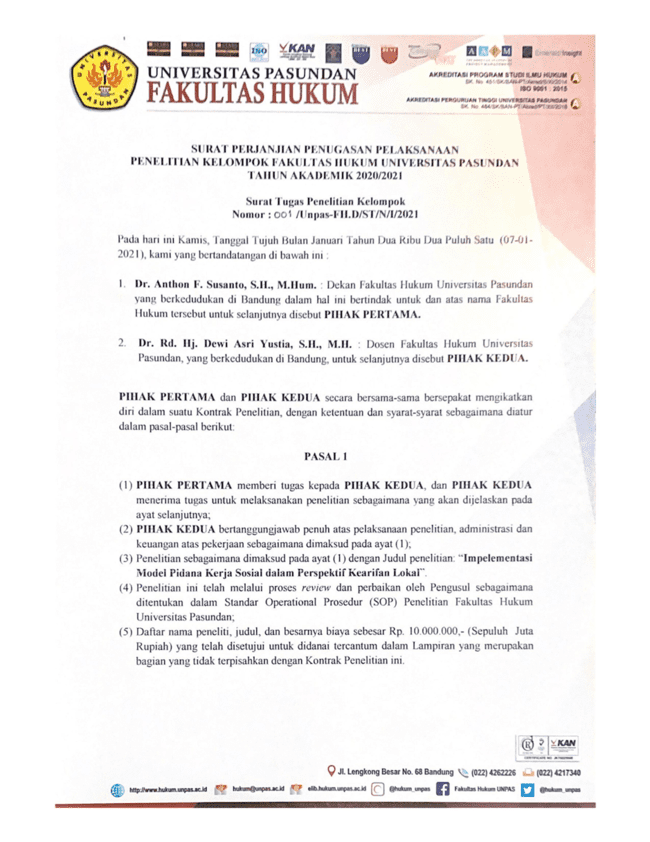 UNIVERSITAS PASUNDAN
ISO
KAN
BEST
BEST
AAPM
Emerald Insight
UNIVERSITAS PASUNDAN
FAKULTAS HUKUM
AKREDITASI PROGRAM STUDI ILMU HUKUM
ISO 9001 : 2015
AKREDITASI PERGURUAN TINGGI UNIVERSITAS PASUNDAN
SURAT PERJANJIAN PENUGASAN PELAKSANAAN
PENELITIAN KELOMPOK FAKULTAS HUKUM UNIVERSITAS PASUNDAN
TAHUN AKADEMIK 2020/2021
Surat Tugas Penelitian Kelompok
Nomor : 001 /Unpas-FH.D/ST/N/I/2021
Pada hari ini Kamis, Tanggal Tujuh Bulan Januari Tahun Dua Ribu Dua Puluh Satu (07-01-
2021), kami yang bertandatangan di bawah ini :
1. Dr. Anthon F. Susanto, S.H., M.Hum. : Dekan Fakultas Hukum Universitas Pasundan
yang berkedudukan di Bandung dalam hal ini bertindak untuk dan atas nama Fakultas
Hukum tersebut untuk selanjutnya disebut PIHAK PERTAMA.
2. Dr. Rd. Hj. Dewi Asri Yustia, S.H., M.H. : Dosen Fakultas Hukum Universitas
Pasundan, yang berkedudukan di Bandung, untuk selanjutnya disebut PIHAK KEDUA.
PIHAK PERTAMA dan PIHAK KEDUA secara bersama-sama bersepakat mengikatkan
diri dalam suatu Kontrak Penelitian, dengan ketentuan dan syarat-syarat sebagaimana diatur
dalam pasal-pasal berikut:
PASAL 1
(1) PIHAK PERTAMA memberi tugas kepada PIHAK KEDUA, dan PIHAK KEDUA
menerima tugas untuk melaksanakan penelitian sebagaimana yang akan dijelaskan pada
ayat selanjutnya;
(2) PIHAK KEDUA bertanggungjawab penuh atas pelaksanaan penelitian, administrasi dan
keuangan atas pekerjaan sebagaimana dimaksud pada ayat (1);
(3) Penelitian sebagaimana dimaksud pada ayat (1) dengan Judul penelitian: “Impelementasi
Model Pidana Kerja Sosial dalam Perspektif Kearifan Lokal”.
(4) Penelitian ini telah melalui proses review dan perbaikan oleh Pengusul sebagaimana
ditentukan dalam Standar Operational Prosedur (SOP) Penelitian Fakultas Hukum
Universitas Pasundan;
(5) Daftar nama peneliti, judul, dan besarnya biaya sebesar Rp. 10.000.000,- (Sepuluh Juta
Rupiah) yang telah disetujui untuk didanai tercantum dalam Lampiran yang merupakan
bagian yang tidak terpisahkan dengan Kontrak Penelitian ini.
KAN
Jl. Lengkong Besar No. 68 Bandung (022) 4262226 (022) 4217340
http://www.hukum.unpas.ac.id hukum@unpas.ac.id elib.hukum.unpas.ac.id @hukum_unpas Fakultas Hukum UNPAS @hukum_unpas